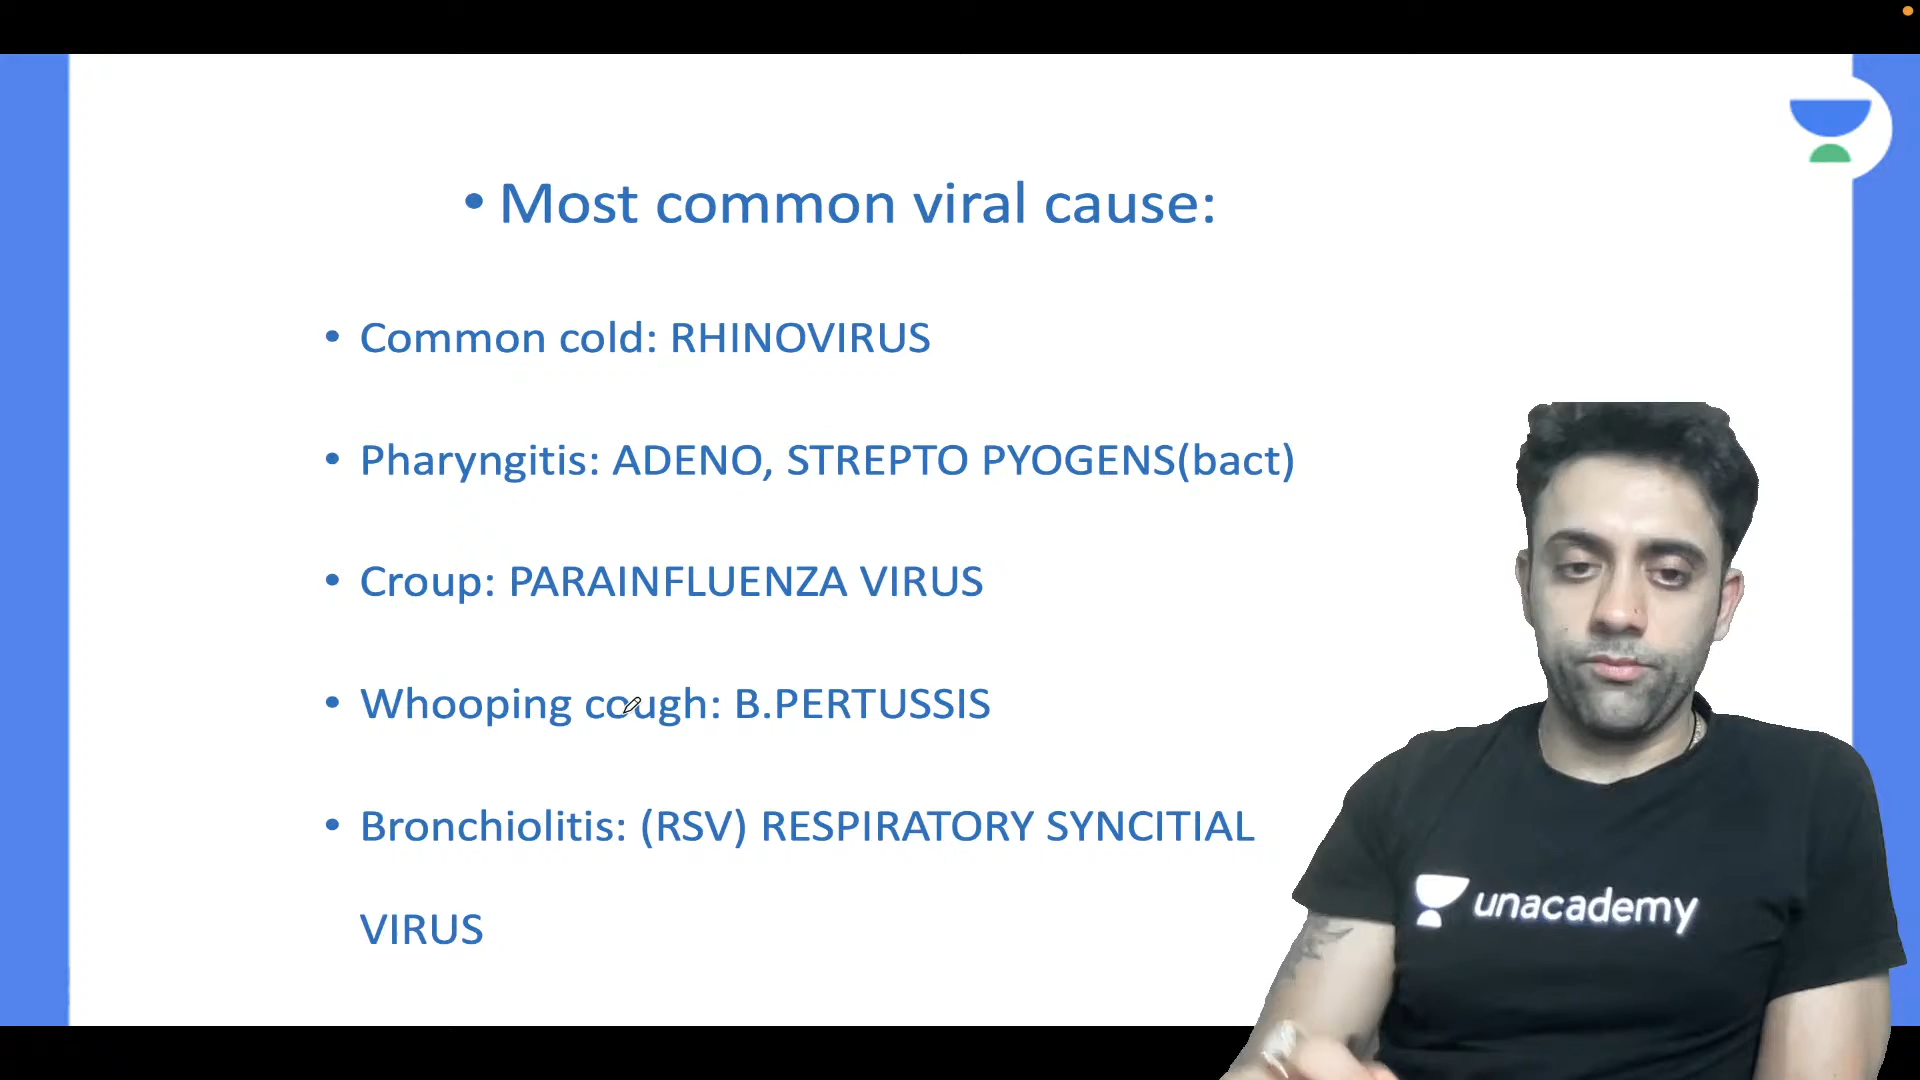 • Most common viral cause:
• Common cold: RHINOVIRUS
• Pharyngitis: ADENO, STREPTO PYOGENS(bact)
• Croup: PARAINFLUENZA VIRUS
• Whooping cough: B.PERTUSSIS
• Bronchiolitis: (RSV) RESPIRATORY SYNCITIAL
VIRUS
unacademy